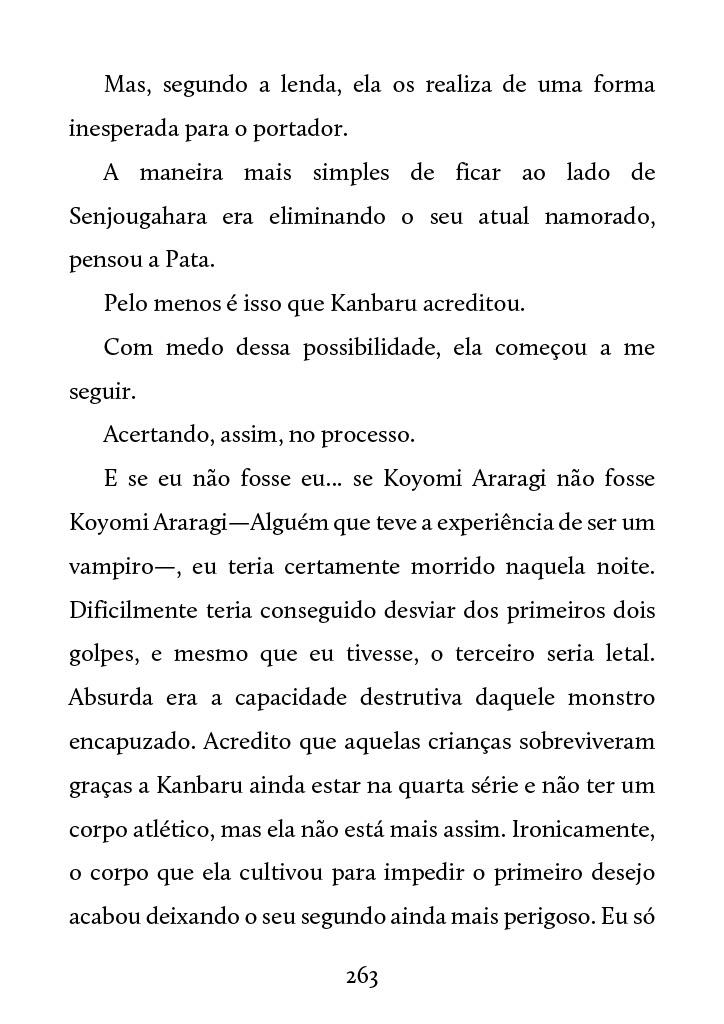 Mas, segundo a lenda, ela os realiza de uma forma
inesperada para o portador.
A maneira mais simples de ficar ao lado de
Senjougahara era eliminando o seu atual namorado,
pensou a Pata.
Pelo menos é isso que Kanbaru acreditou.
Com medo dessa possibilidade, ela começou a me
seguir.
Acertando, assim, no processo.
E se eu não fosse eu... se Koyomi Araragi não fosse
Koyomi Araragi—Alguém que teve a experiência de ser um
vampiro—, eu teria certamente morrido naquela noite.
Dificilmente teria conseguido desviar dos primeiros dois
golpes, e mesmo que eu tivesse, o terceiro seria letal.
Absurda era a capacidade destrutiva daquele monstro
encapuzado. Acredito que aquelas crianças sobreviveram
graças a Kanbaru ainda estar na quarta série e não ter um
corpo atlético, mas ela não está mais assim. Ironicamente,
o corpo que ela cultivou para impedir o primeiro desejo
acabou deixando o seu segundo ainda mais perigoso. Eu só
263